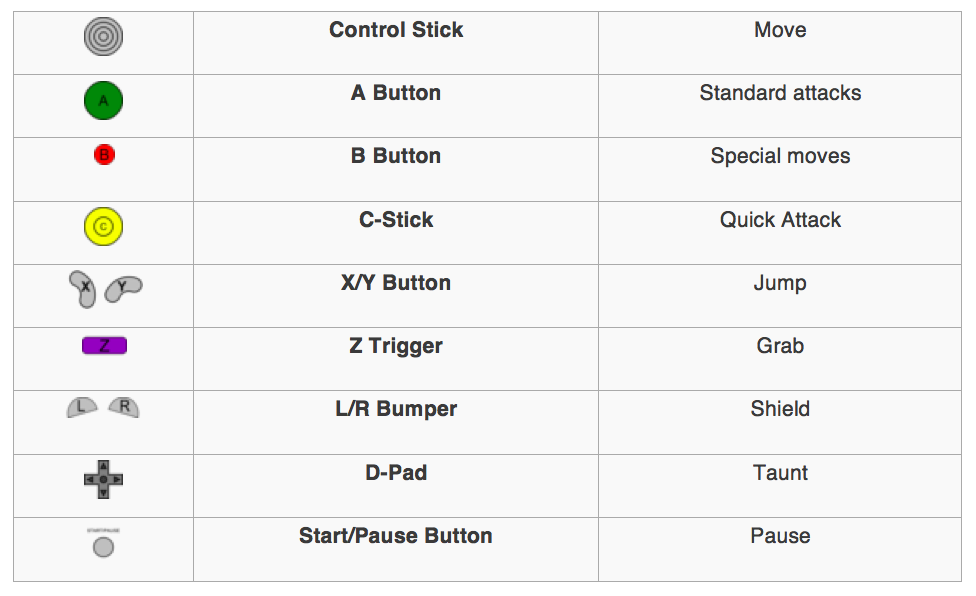 Control Stick Move
A A Button Standard attacks
B B Button Special moves
C C-Stick Quick Attack
X Y X/Y Button Jump
Z Z Trigger Grab
L R L/R Bumper Shield
D-Pad Taunt
START/PAUSE
Start/Pause Button Pause